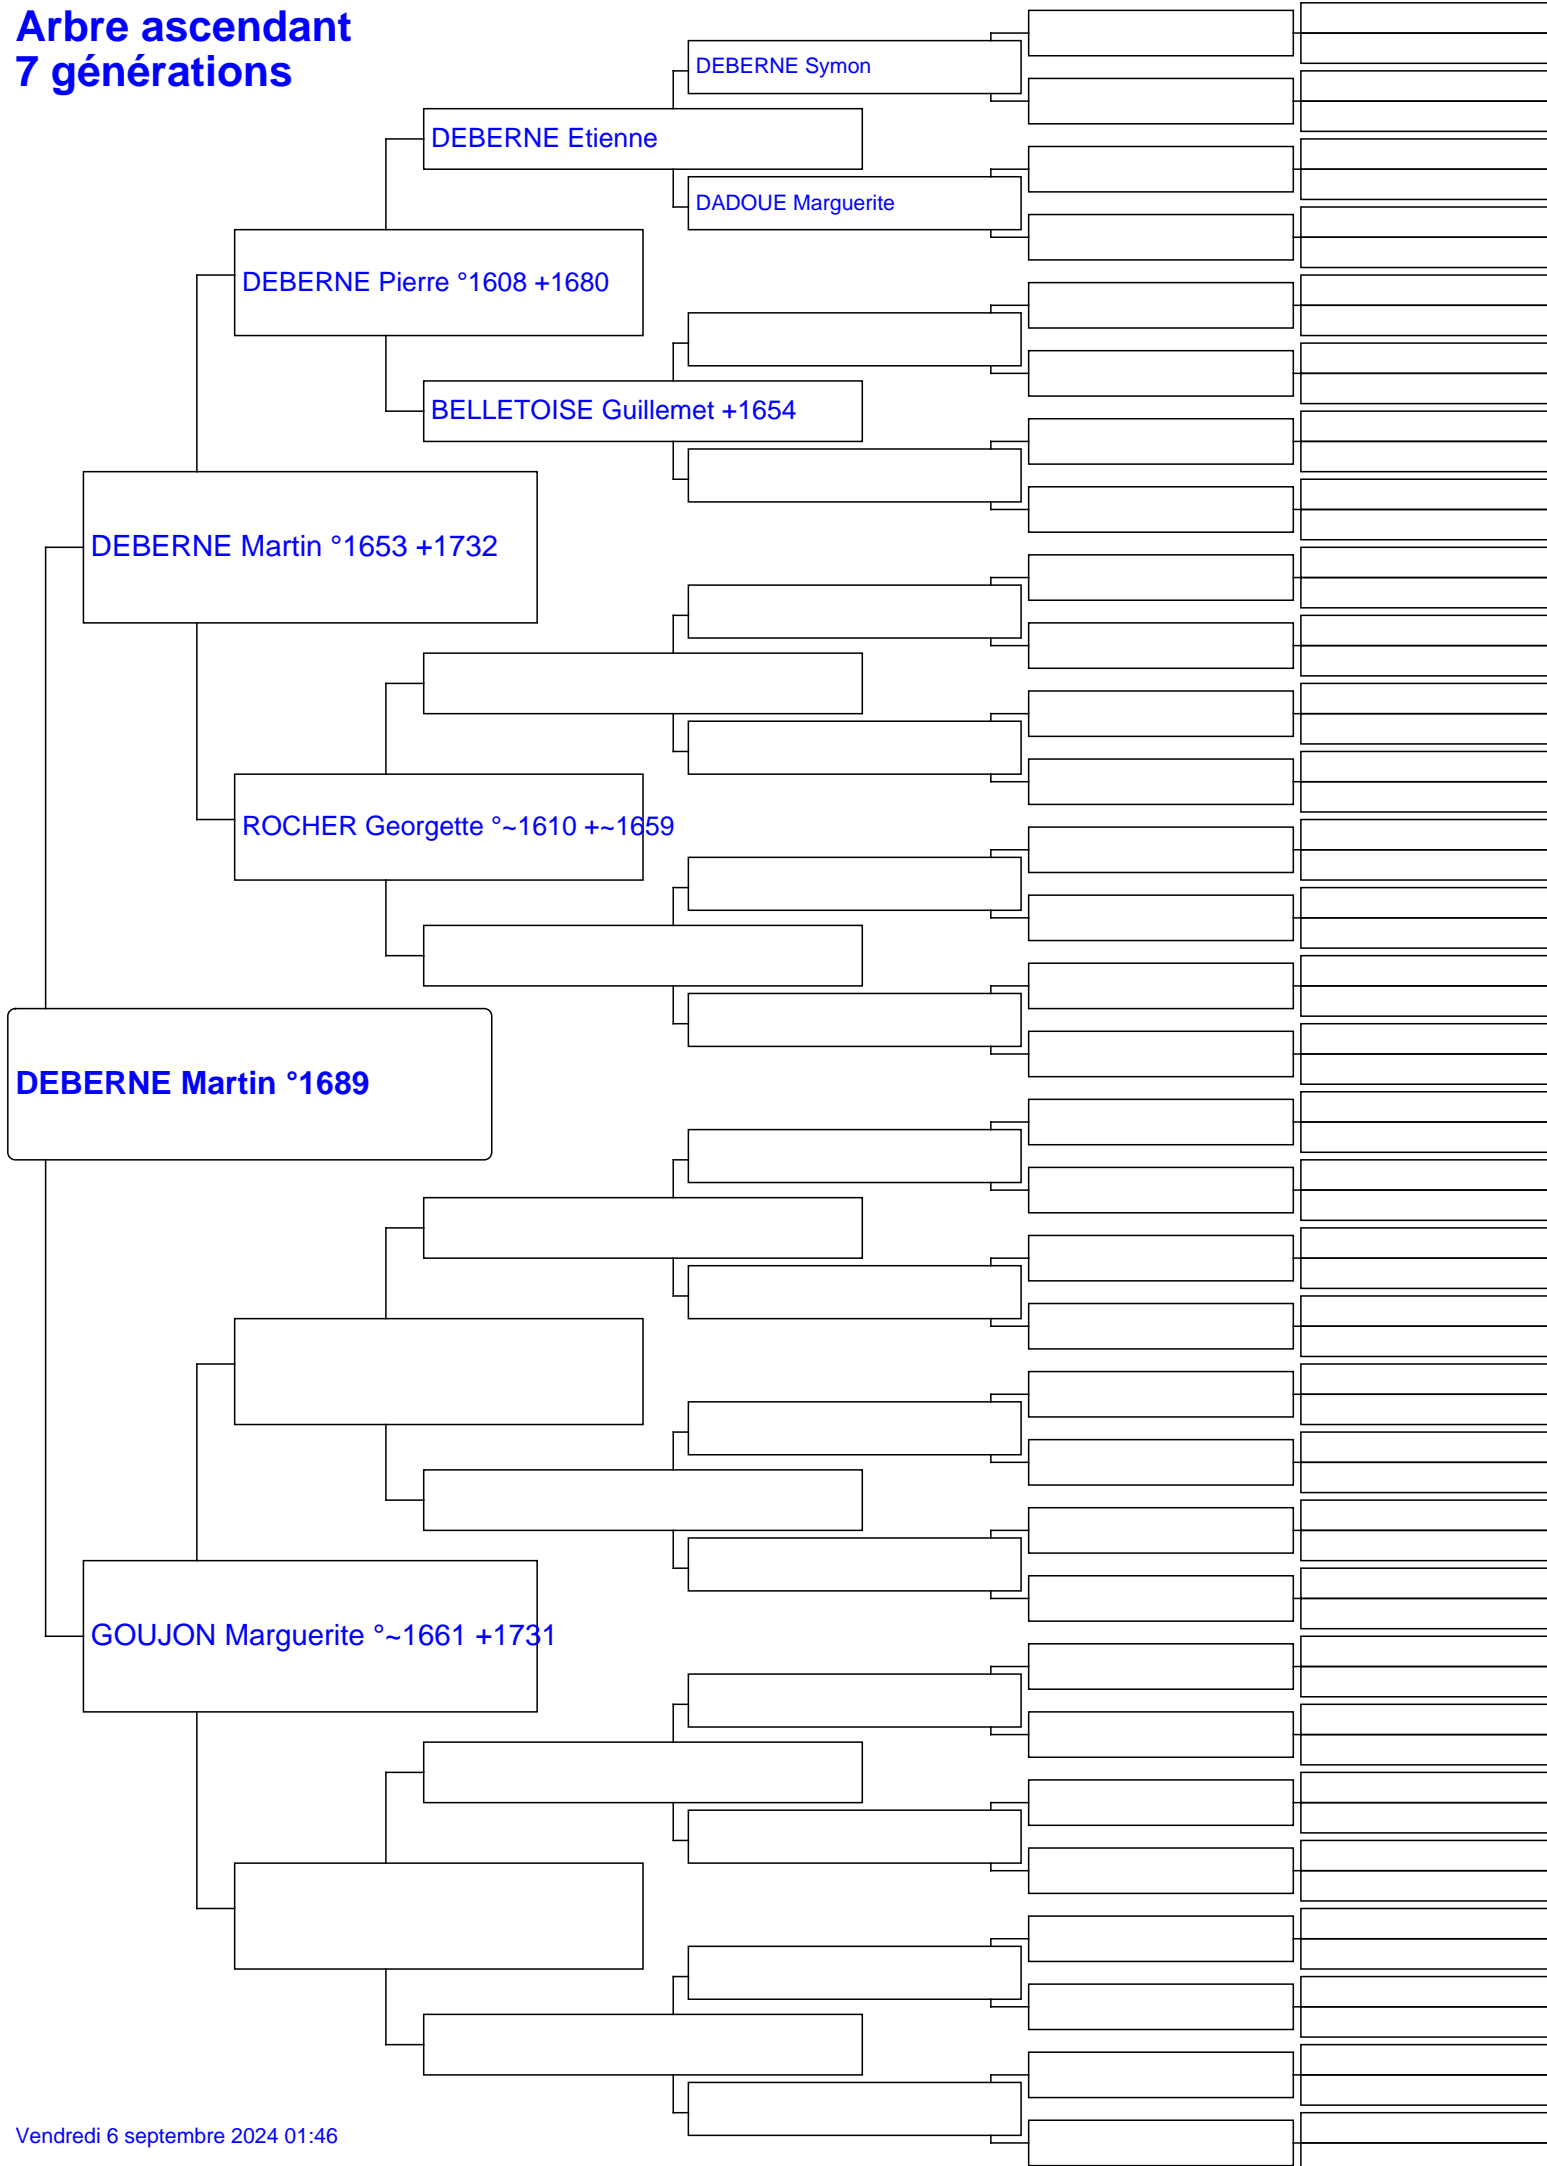 Arbre ascendant
7 générations
DEBERNE Symon
DEBERNE Etienne
DADOUE Marguerite
DEBERNE Pierre °1608 +1680
BELLETOISE Guillemet +1654
DEBERNE Martin °1653 +1732
ROCHER Georgette °~1610 +~1659
DEBERNE Martin °1689
GOUJON Marguerite °~1661 +1731
Vendredi 6 septembre 2024 01:46